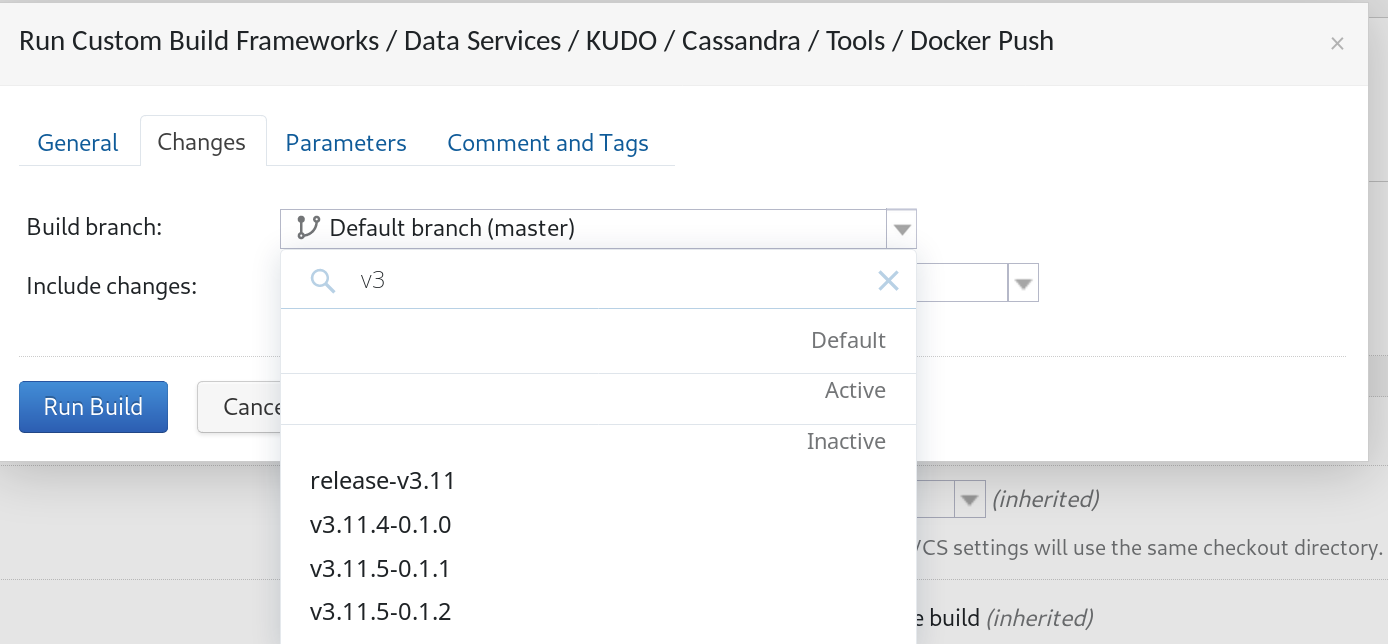 Run Custom Build Frameworks / Data Services / KUDO / Cassandra / Tools / Docker Push
General Changes Parameters Comment and Tags
Build branch: Default branch (master)
v3
Include changes:
Default
Active
Run Build
Inactive
release-v3.11
(inherited)
v3.11.4-0.1.0
settings will use the same checkout directory.
v3.11.5-0.1.1
v3.11.5-0.1.2
build (inherited)